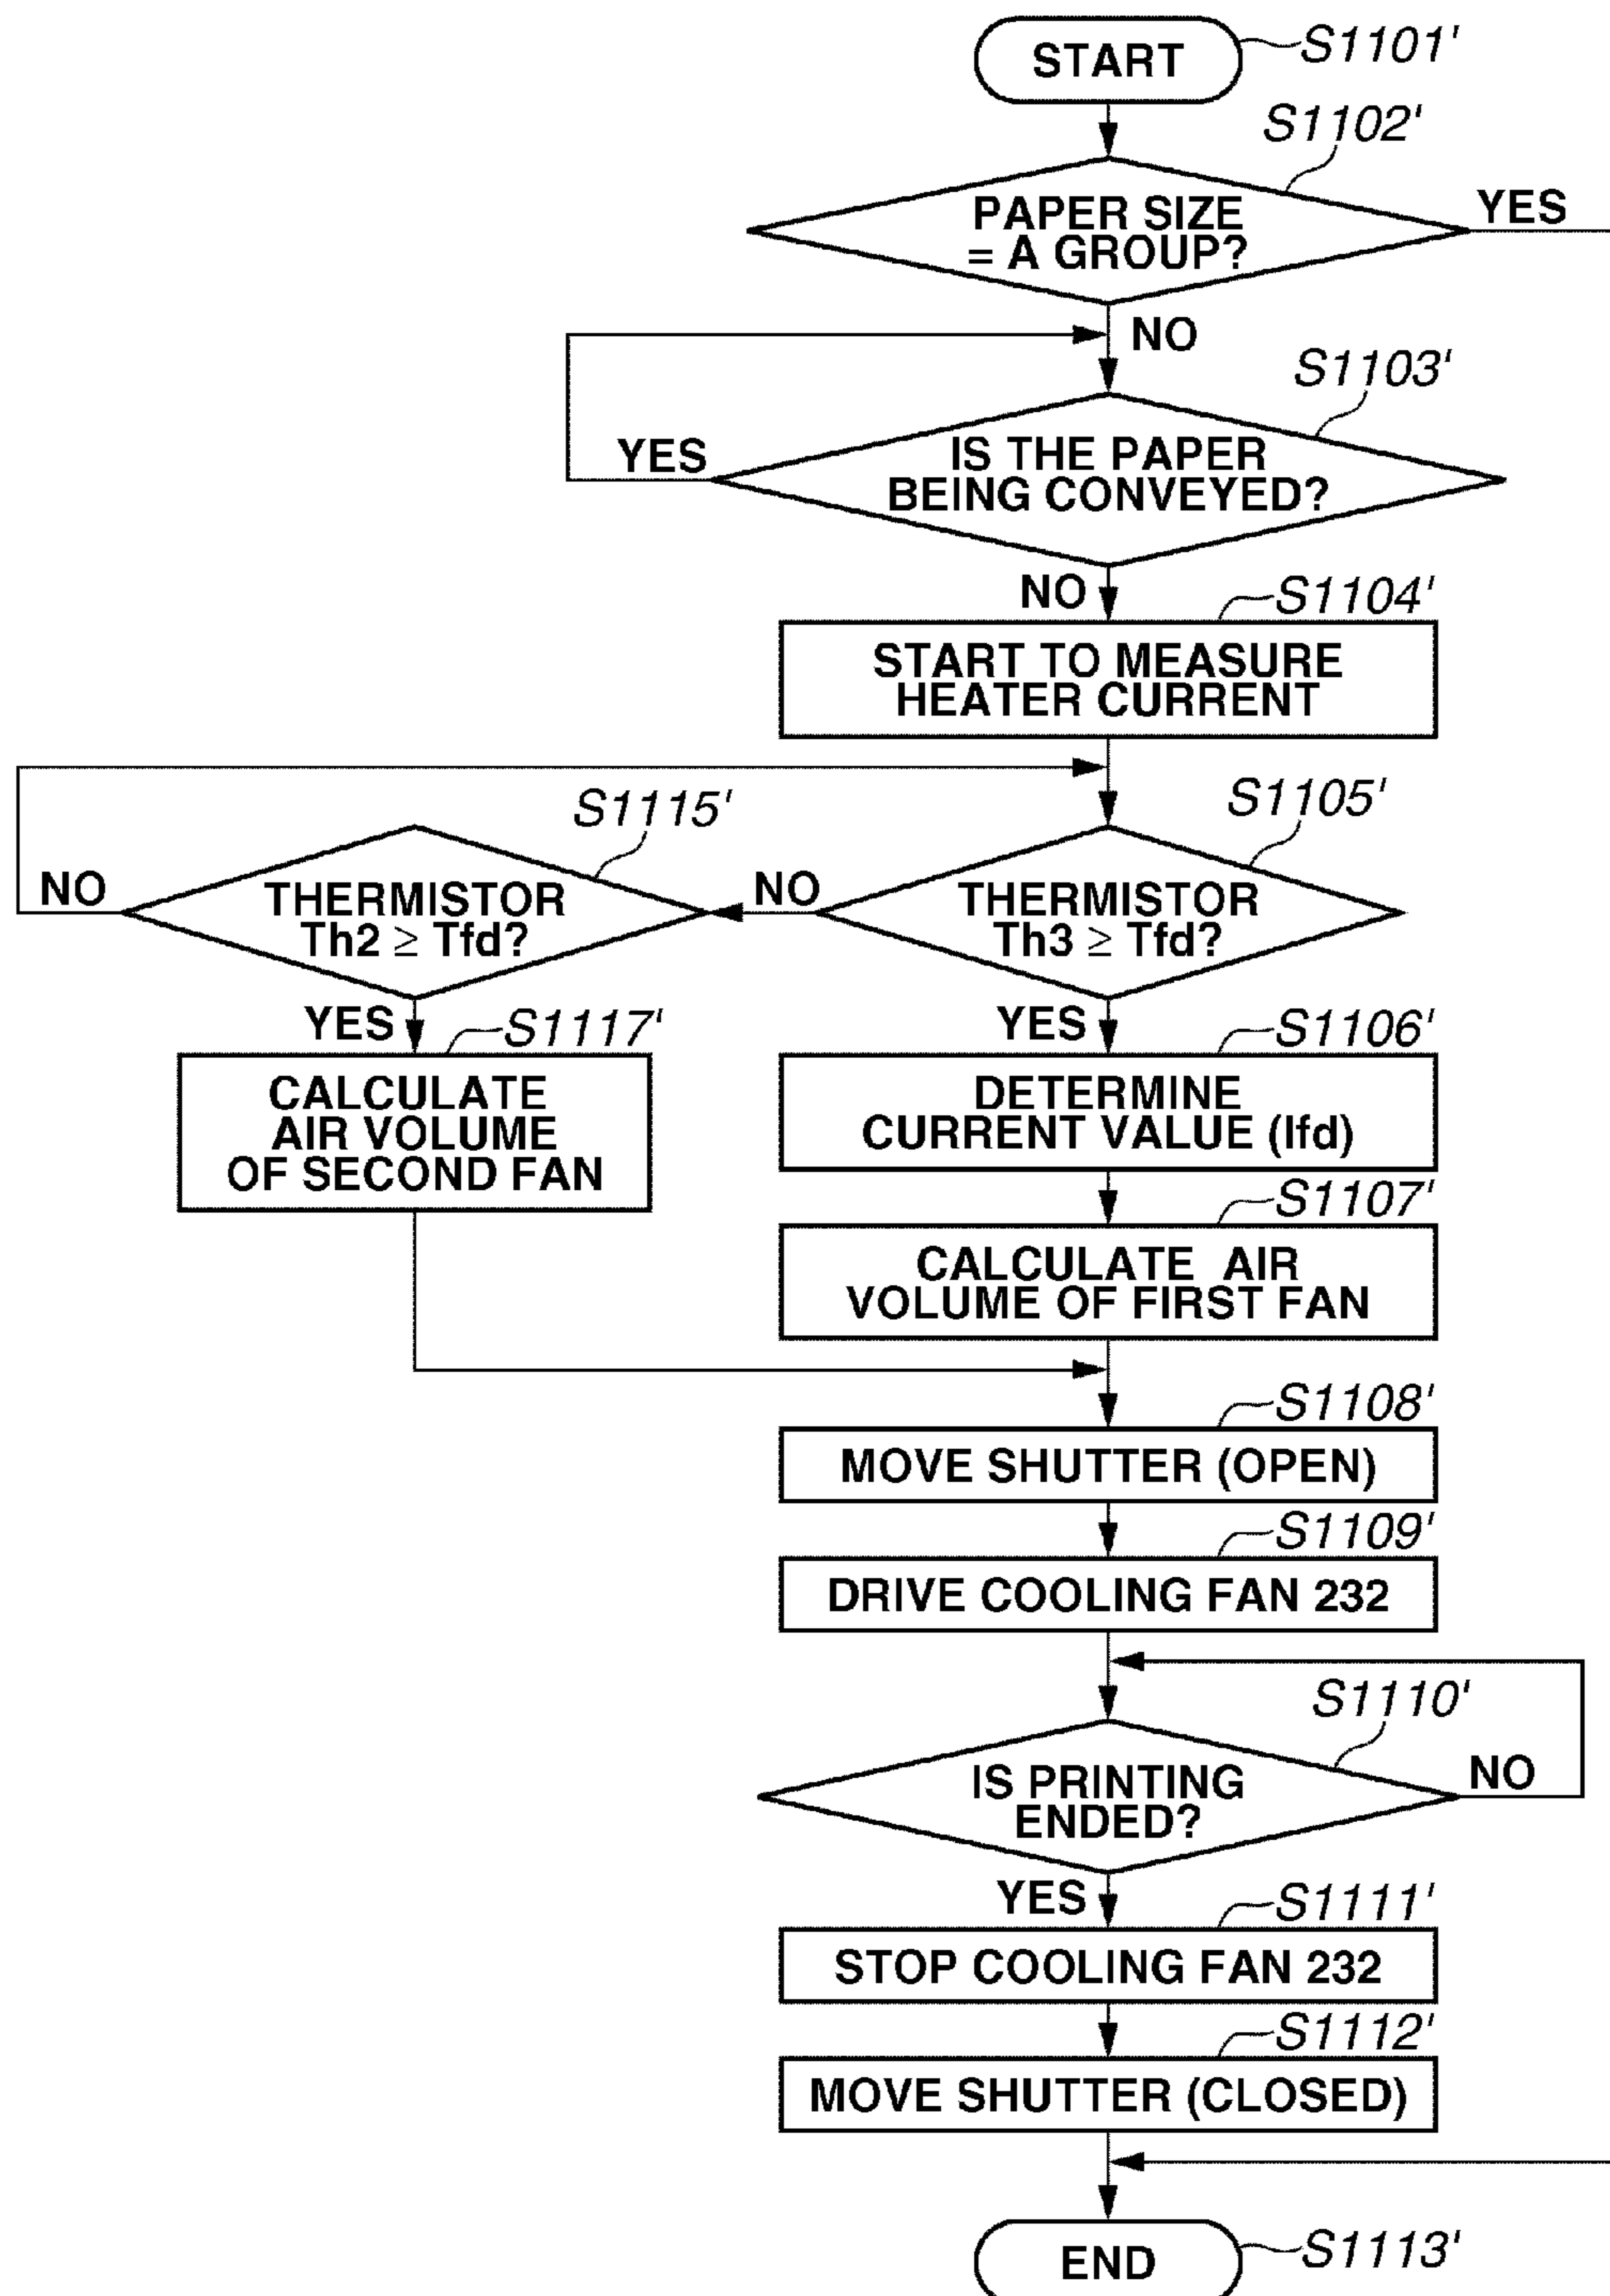 START
S1101'
S1102'
PAPER SIZE
= A GROUP?
YES
NO
S1103'
IS THE PAPER
BEING CONVEYED?
YES
NO
S1104'
START TO MEASURE
HEATER CURRENT
S1115'
S1105'
NO
THERMISTOR
Th2 ≥ Tfd?
NO
THERMISTOR
Th3 ≥ Tfd?
YES
S1117'
YES
S1106'
CALCULATE
AIR VOLUME
OF SECOND FAN
DETERMINE
CURRENT VALUE (Ifd)
S1107'
CALCULATE AIR
VOLUME OF FIRST FAN
S1108'
MOVE SHUTTER (OPEN)
S1109'
DRIVE COOLING FAN 232
S1110'
IS PRINTING
ENDED?
NO
YES
S1111'
STOP COOLING FAN 232
S1112'
MOVE SHUTTER (CLOSED)
END
S1113'